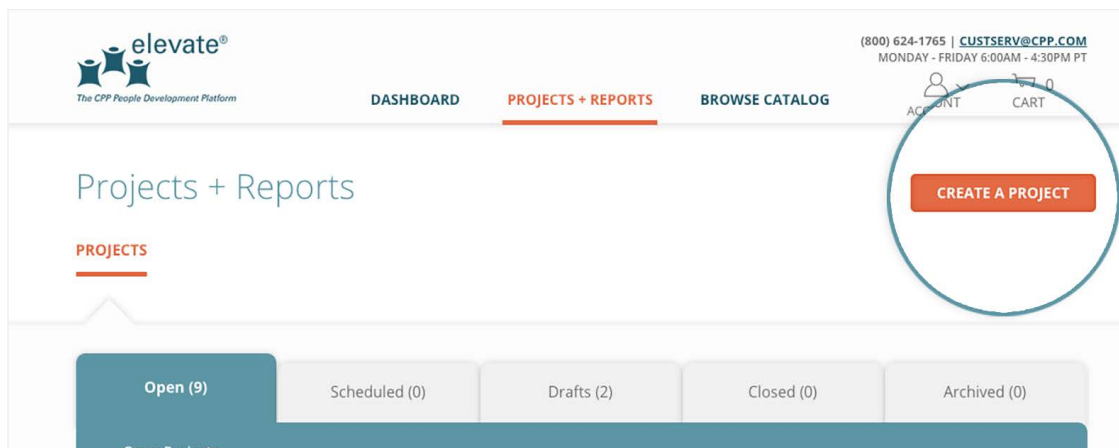 elevate®
The CPP People Development Platform
(800) 624-1765 | CUSTSERV@CPP.COM
MONDAY - FRIDAY 6:00AM - 4:30PM PT
DASHBOARD
PROJECTS + REPORTS
BROWSE CATALOG
ACCOUNT
0
CART
Projects + Reports
CREATE A PROJECT
PROJECTS
Open (9)
Scheduled (0)
Drafts (2)
Closed (0)
Archived (0)